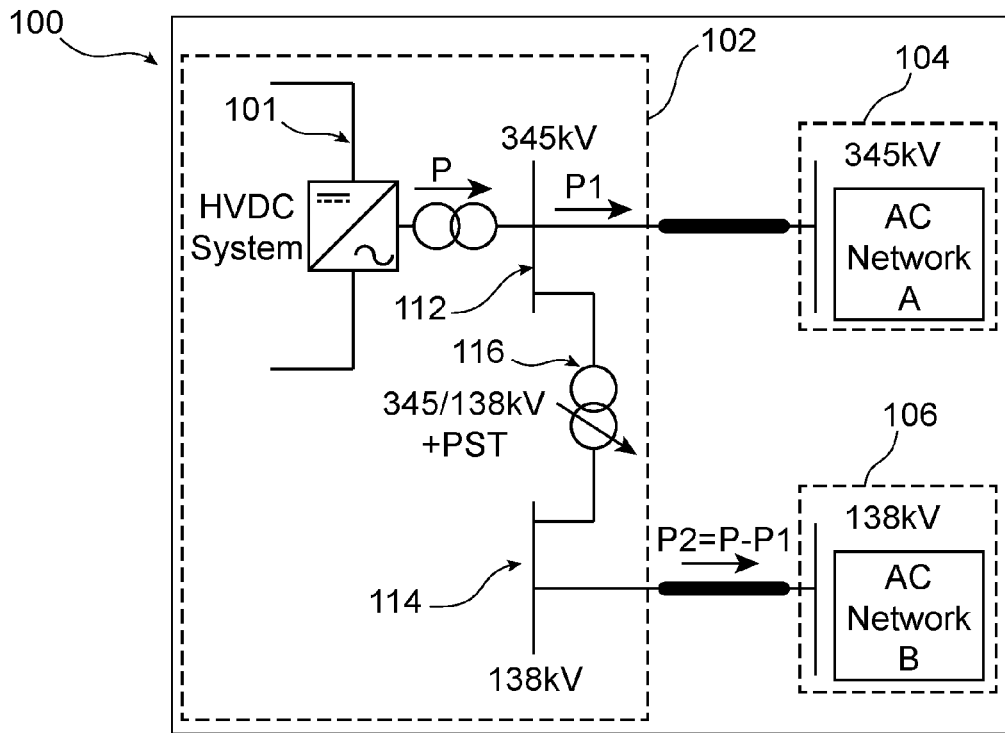 100
102
104
101
345kV
345kV
P
P1
HVDC
System
AC
Network
A
112
116
345/138kV
+PST
106
138kV
P2=P-P1
AC
Network
B
114
138kV